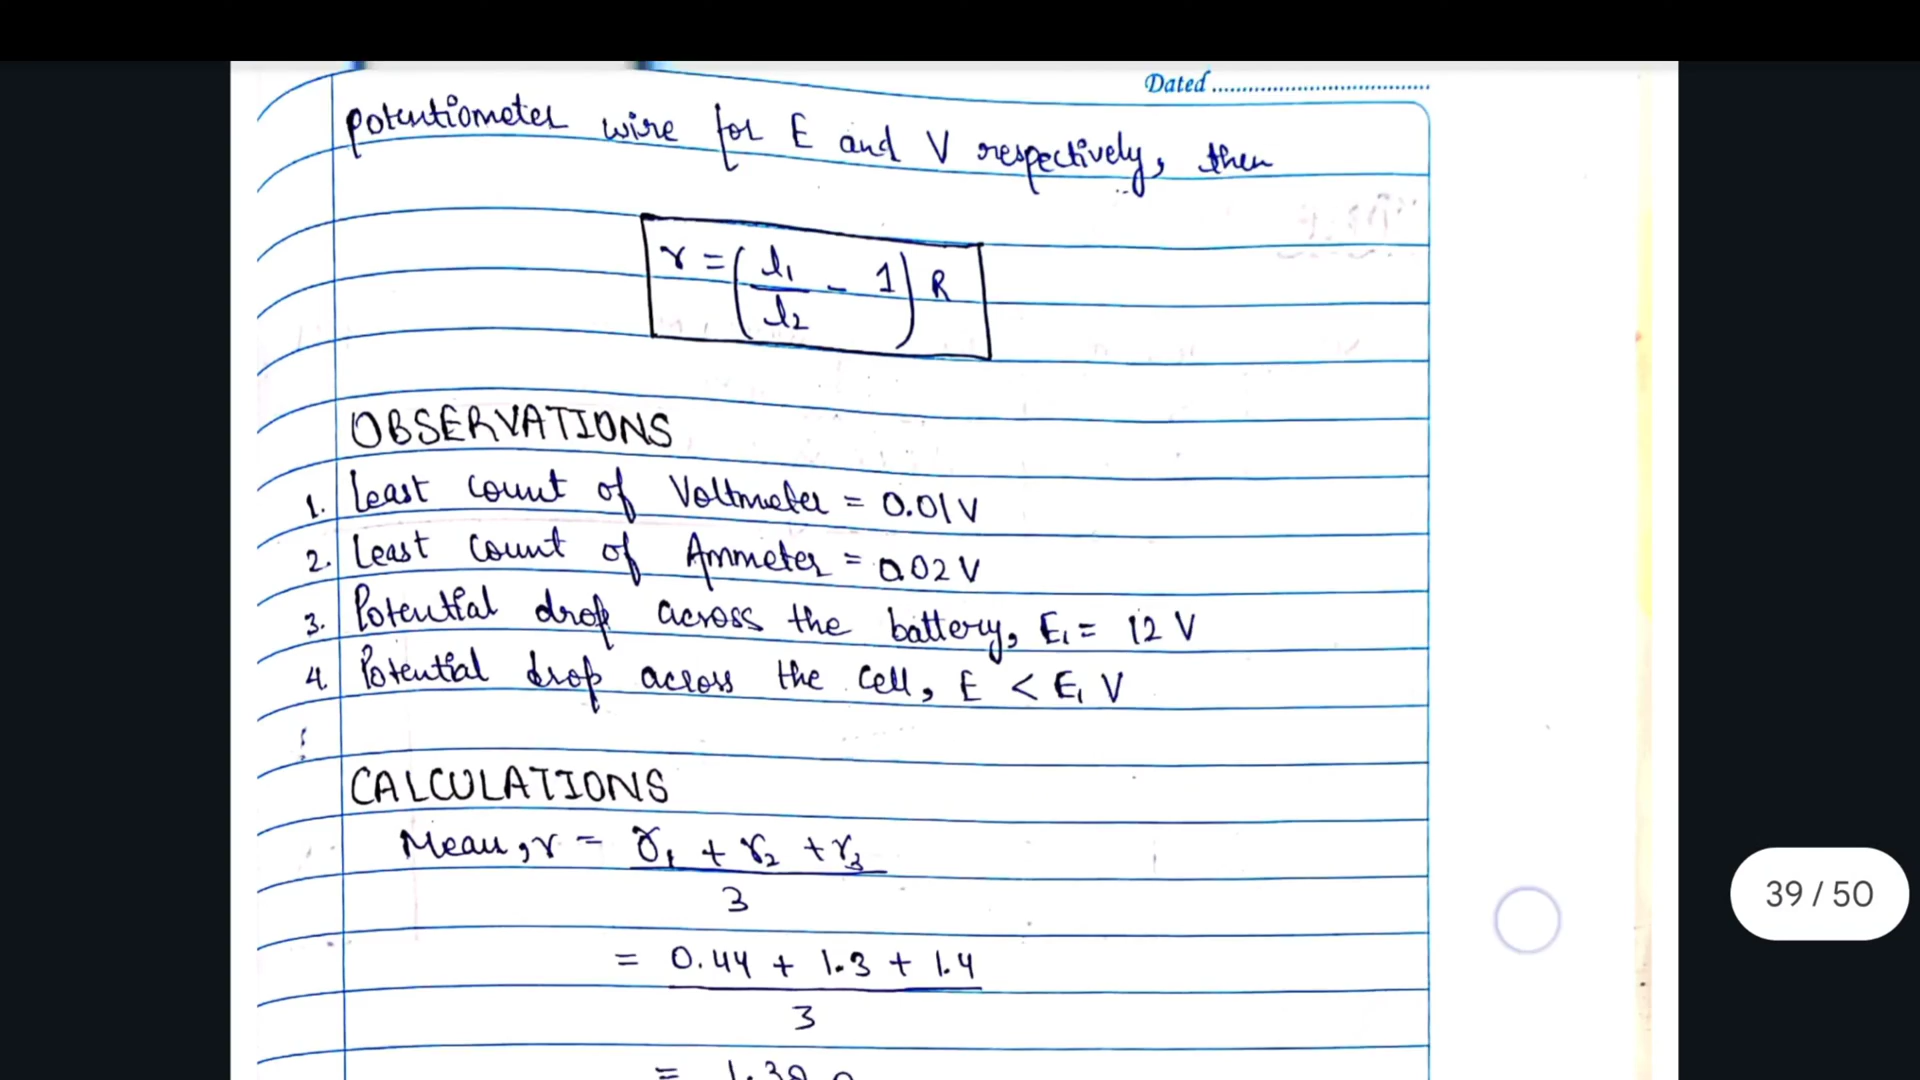 Dated
potentiometer wire for E and V respectively, then
r = (l1/l2 - 1) R
OBSERVATIONS
1. Least count of Voltmeter = 0.01 V
2. Least count of Ammeter = 0.02 V
3. Potential drop across the battery, E1 = 12 V
4. Potential drop across the cell, E < E1 V
CALCULATIONS
Mean, r = r1 + r2 + r3
3
= 0.44 + 1.3 + 1.4
3
=
39 / 50